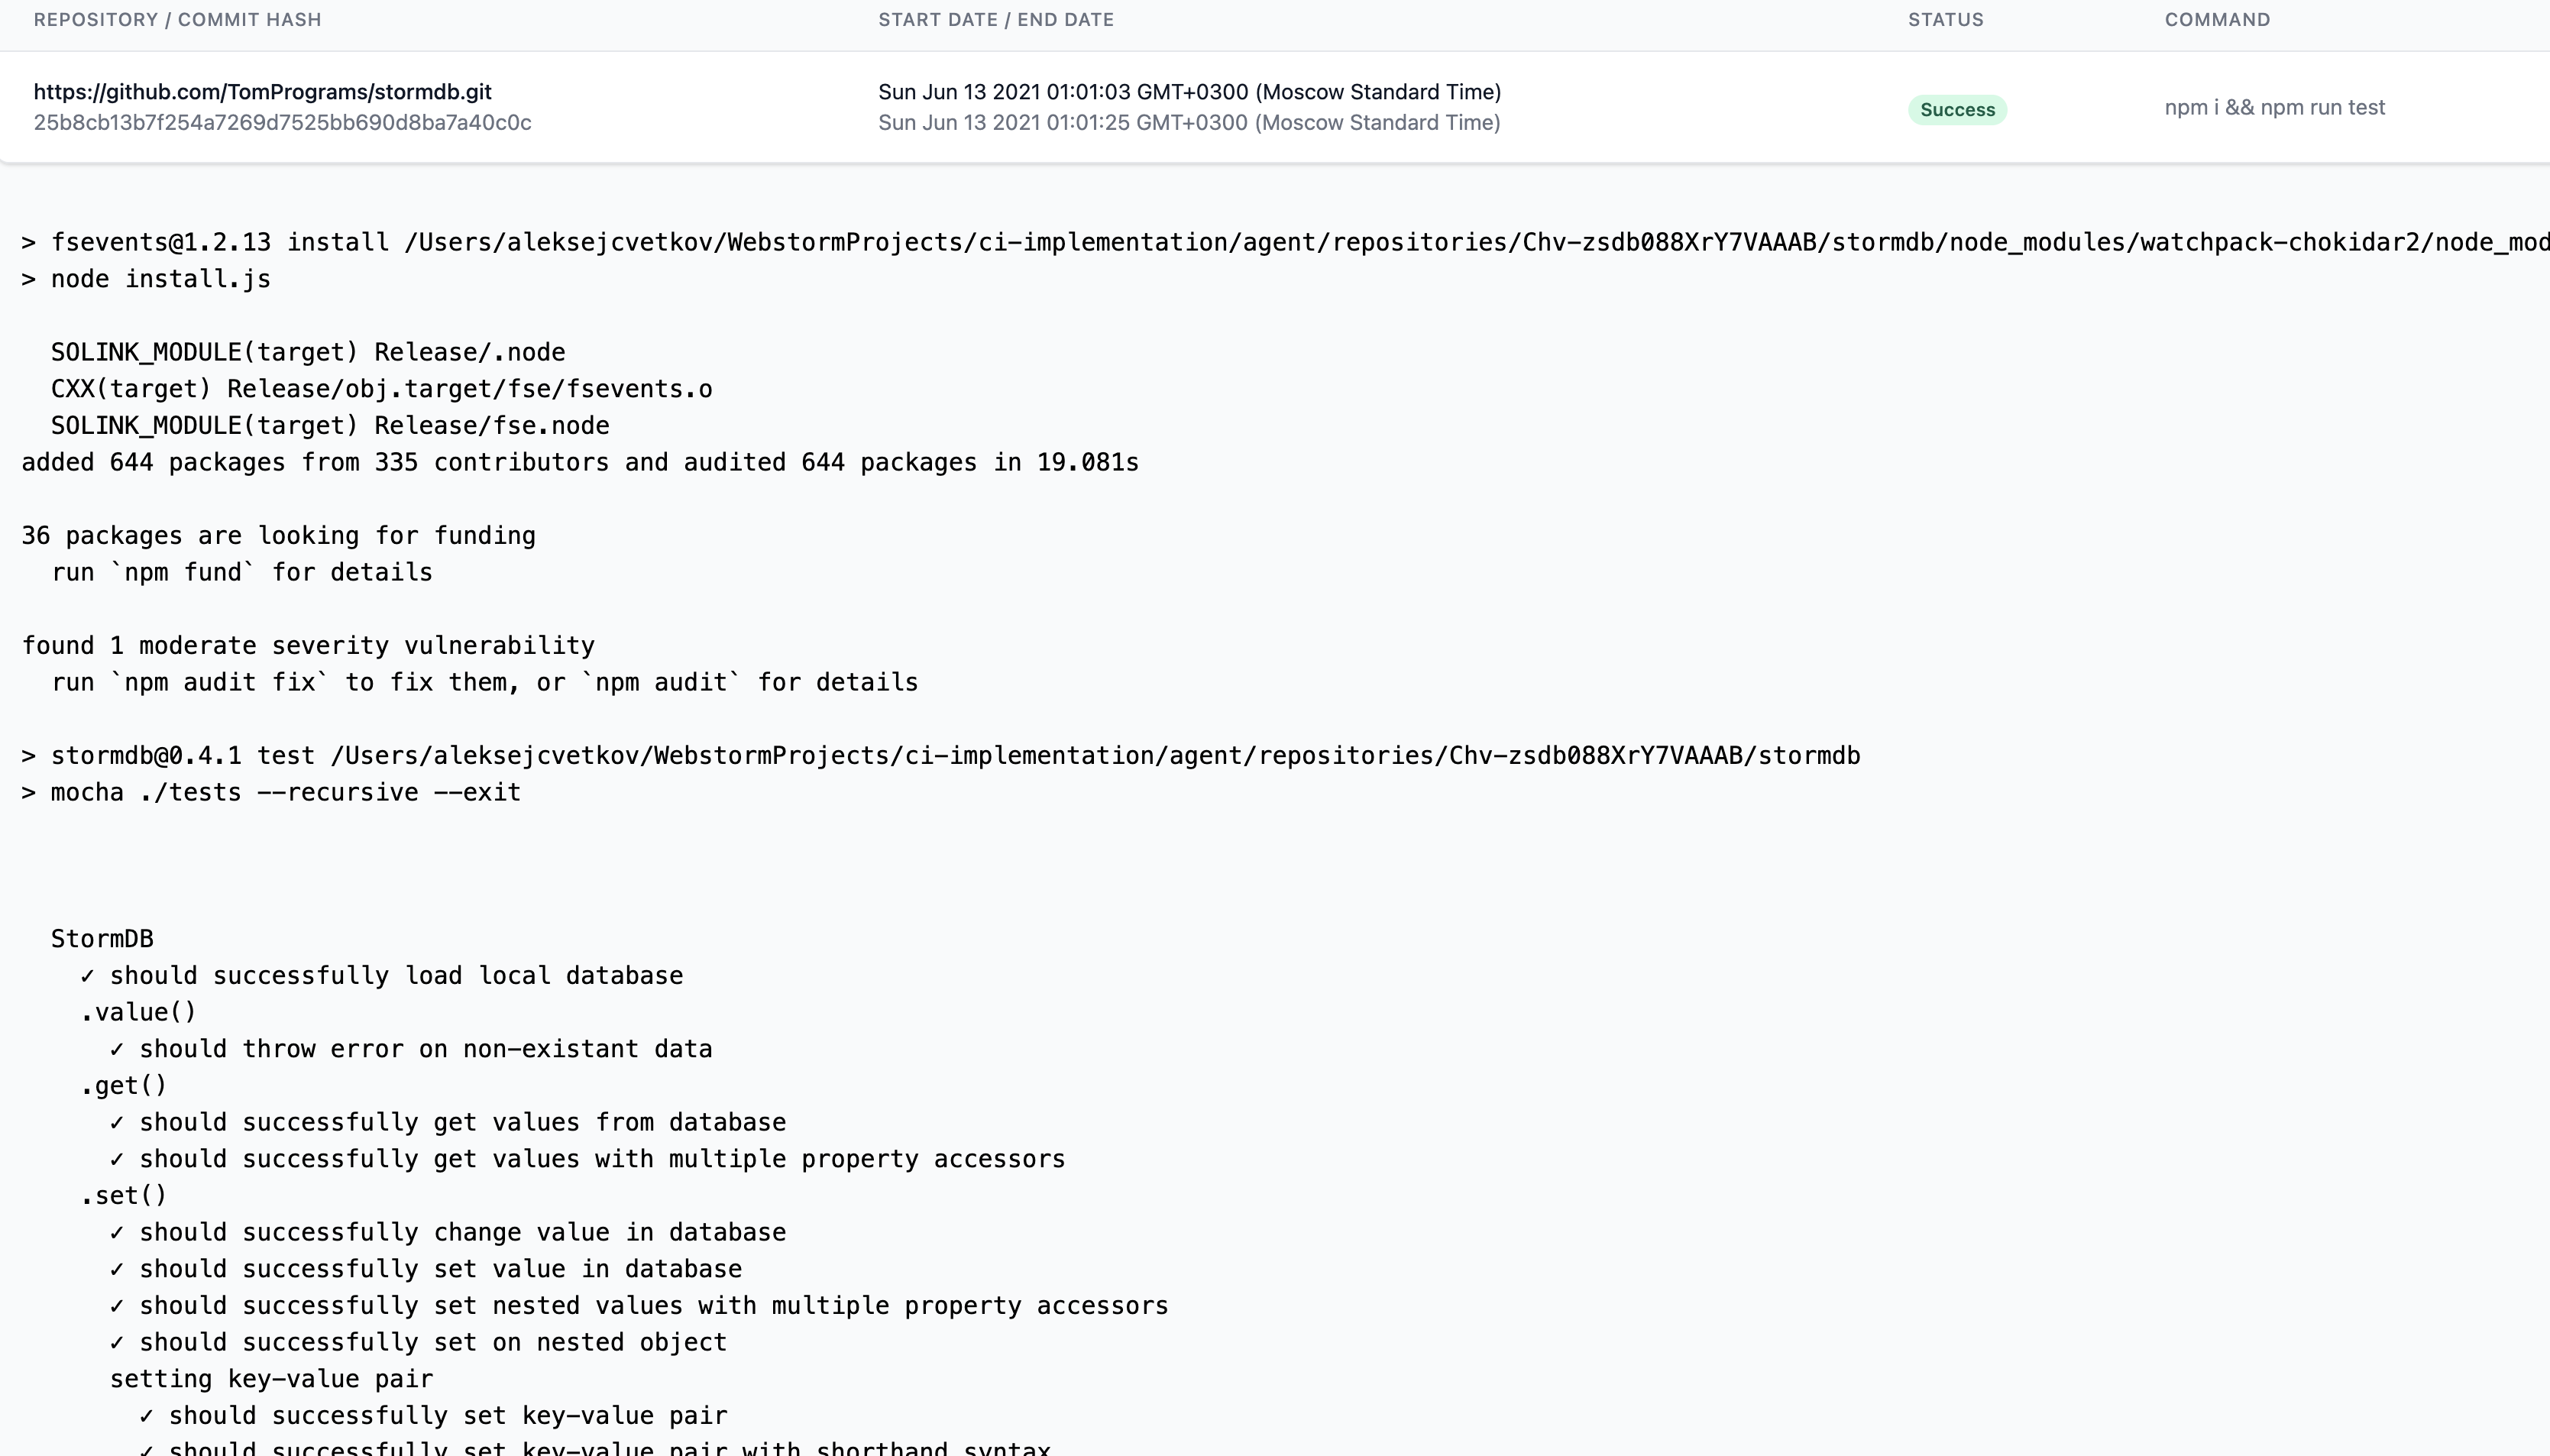 REPOSITORY / COMMIT HASH START DATE / END DATE STATUS COMMAND
https://github.com/TomPrograms/stormdb.git Sun Jun 13 2021 01:01:03 GMT+0300 (Moscow Standard Time) Success npm i && npm run test
25b8cb13b7f254a7269d7525bb690d8ba7a40c0c Sun Jun 13 2021 01:01:25 GMT+0300 (Moscow Standard Time)
> fsevents@1.2.13 install /Users/aleksejcvetkov/WebstormProjects/ci-implementation/agent/repositories/Chv-zsdb088XrY7VAAAB/stormdb/node_modules/watchpack-chokidar2/node_mod
> node install.js
SOLINK_MODULE(target) Release/.node
CXX(target) Release/obj.target/fse/fsevents.o
SOLINK_MODULE(target) Release/fse.node
added 644 packages from 335 contributors and audited 644 packages in 19.081s
36 packages are looking for funding
run `npm fund` for details
found 1 moderate severity vulnerability
run `npm audit fix` to fix them, or `npm audit` for details
> stormdb@0.4.1 test /Users/aleksejcvetkov/WebstormProjects/ci-implementation/agent/repositories/Chv-zsdb088XrY7VAAAB/stormdb
> mocha ./tests --recursive --exit
StormDB
✓ should successfully load local database
.value()
✓ should throw error on non-existant data
.get()
✓ should successfully get values from database
✓ should successfully get values with multiple property accessors
.set()
✓ should successfully change value in database
✓ should successfully set value in database
✓ should successfully set nested values with multiple property accessors
✓ should successfully set on nested object
setting key-value pair
✓ should successfully set key-value pair
✓ should successfully set key-value pair with shorthand syntax